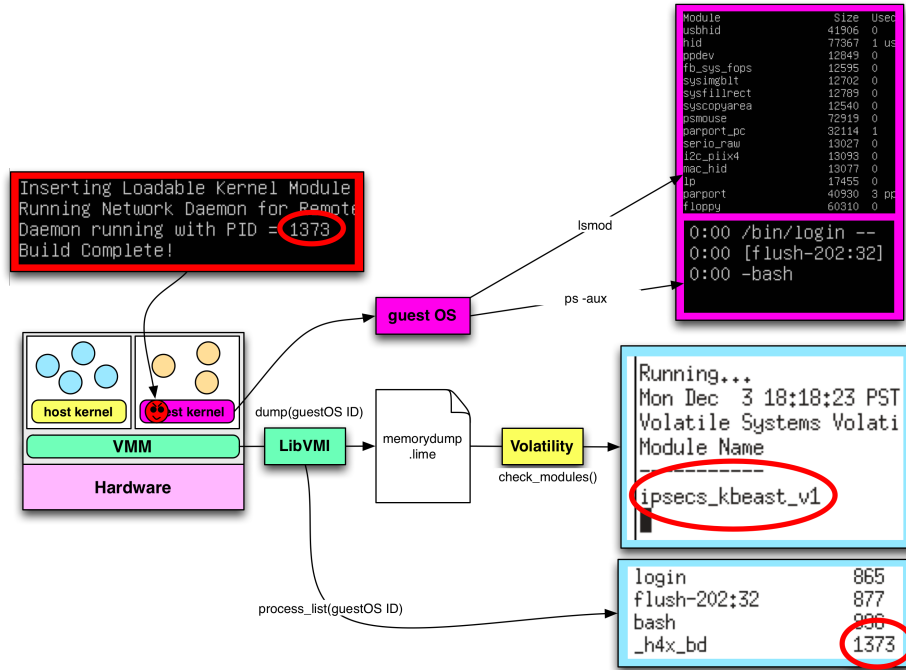 Module Size Used
usbhid 41906 0
hid 77367 1 us
ppdev 12849 0
fb_sys_fops 12595 0
sysimgblt 12702 0
sysfillrect 12789 0
syscopyarea 12540 0
psmouse 72919 0
parport_pc 32114 1
serio_raw 13027 0
i2c_piix4 13093 0
mac_hid 13077 0
lp 17455 0
parport 40930 3 pp
floppy 60310 0
0:00 /bin/login --
0:00 [flush-202:32]
0:00 -bash
Inserting Loadable Kernel Module
Running Network Daemon for Remote
Daemon running with PID = 1373
Build Complete!
lsmod
ps -aux
guest OS
host kernel
est kernel
VMM
Hardware
dump(guestOS ID)
LibVMI
memorydump
.lime
Volatility
check_modules()
process_list(guestOS ID)
Running...
Mon Dec 3 18:18:23 PST
Volatile Systems Volati
Module Name
-----------
ipsecs_kbeast_v1
login 865
flush-202:32 877
bash
_h4x_bd 1373